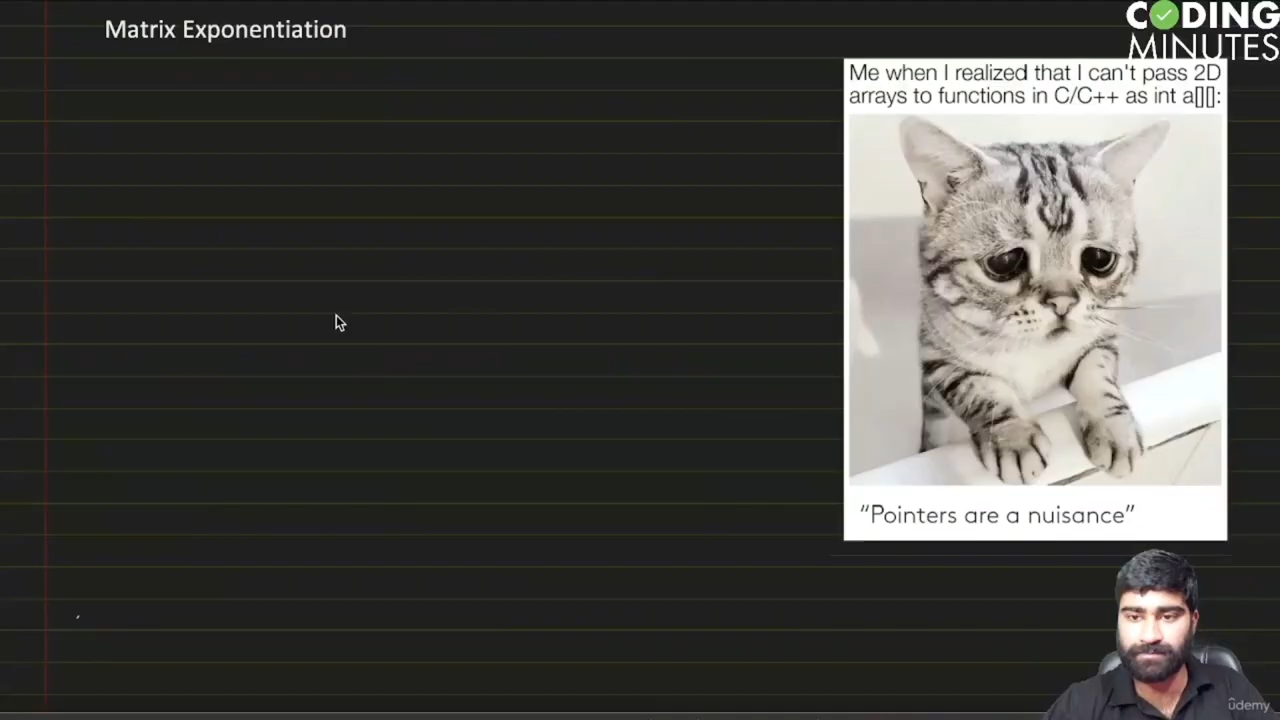 Matrix Exponentiation
CODING
MINUTES
Me when I realized that I can't pass 2D
arrays to functions in C/C++ as int a[][]:
“Pointers are a nuisance”
ûdemy